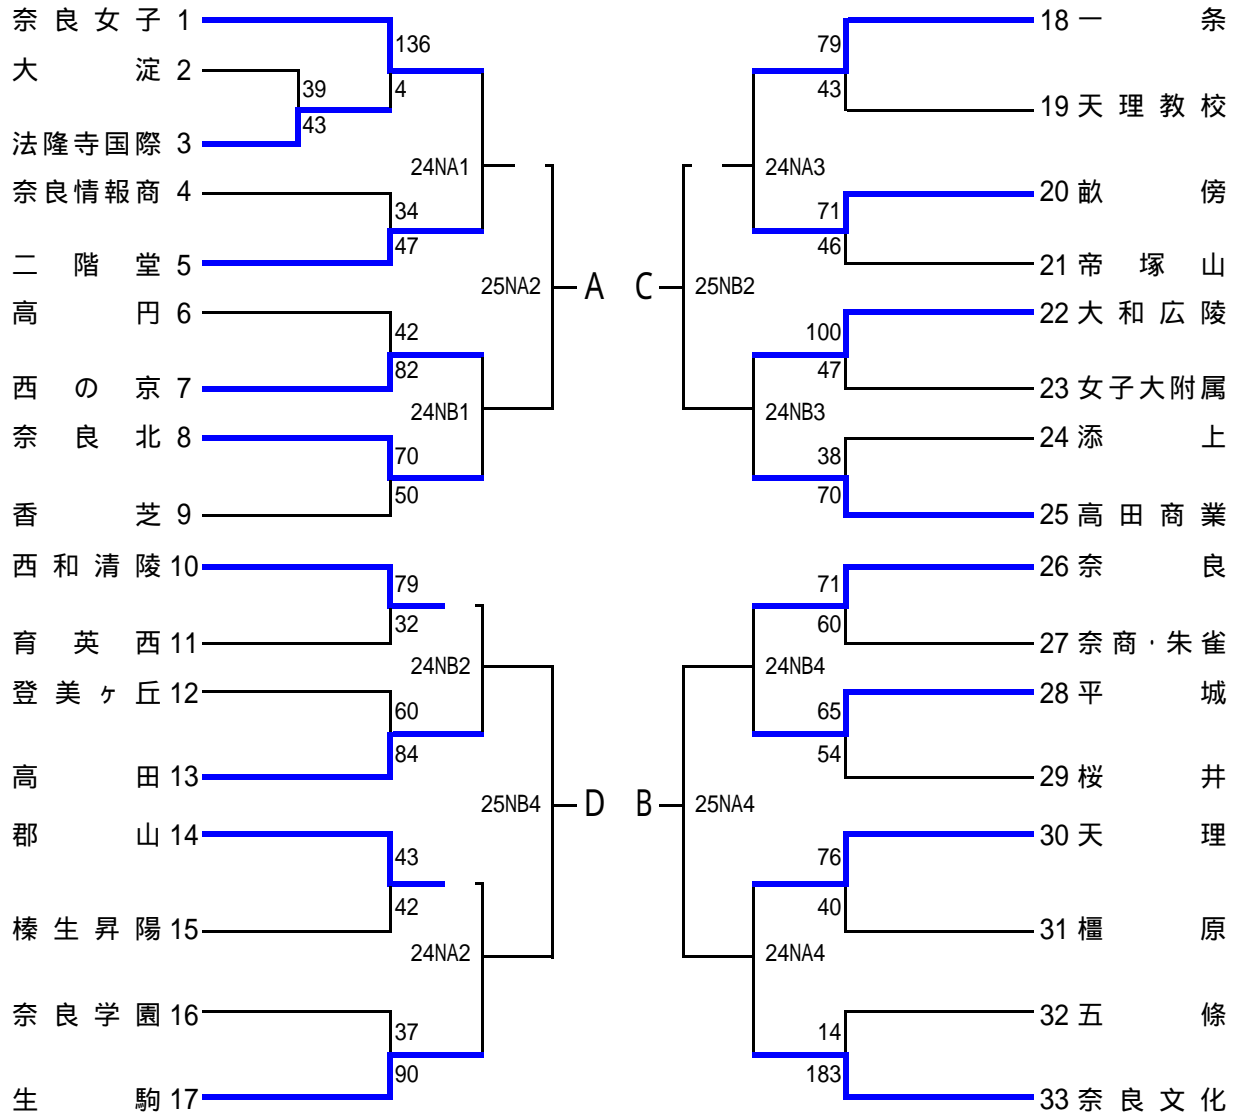 奈良女子 1
136
大淀 2
39
4
43
法隆寺国際 3
24NA1
奈良情報商 4
34
47
二階堂 5
25NA2
A
高円 6
42
82
西の京 7
24NB1
奈良北 8
70
50
香芝 9
西和清陵 10
79
32
育英西 11
24NB2
登美ヶ丘 12
60
84
高田 13
25NB4
D
郡山 14
43
42
榛生昇陽 15
24NA2
奈良学園 16
37
90
生駒 17
18 一条
79
43
19 天理教校
24NA3
20 畝傍
71
46
21 帝塚山
C
25NB2
22 大和広陵
100
47
23 女子大附属
24NB3
24 添上
38
70
25 高田商業
26 奈良
71
60
27 奈商・朱雀
24NB4
28 平城
65
54
29 桜井
B
25NA4
30 天理
76
40
31 橿原
24NA4
32 五條
14
183
33 奈良文化